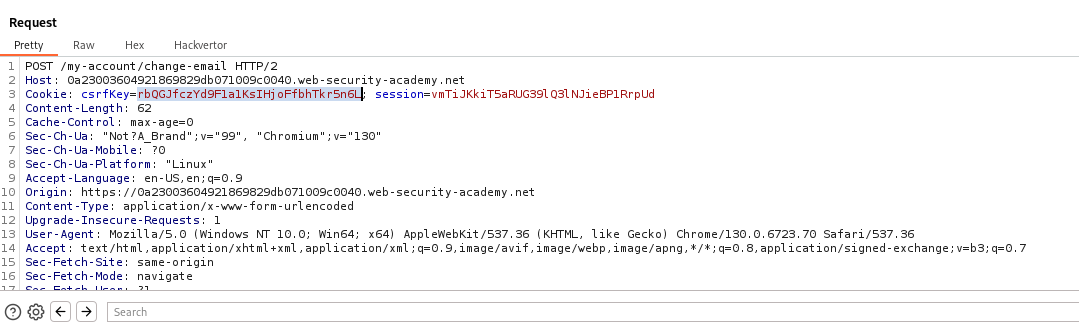 Request
Pretty Raw Hex Hackvertor
1 POST /my-account/change-email HTTP/2
2 Host: 0a23003604921869829db071009c0040.web-security-academy.net
3 Cookie: csrfKey=rbQGJfczYd9F1a1KsIHjoFfbhTkr5n6L; session=vmTiJKkiT5aRUG39lQ3lNJieBP1RrpUd
4 Content-Length: 62
5 Cache-Control: max-age=0
6 Sec-Ch-Ua: "Not?A_Brand";v="99", "Chromium";v="130"
7 Sec-Ch-Ua-Mobile: ?0
8 Sec-Ch-Ua-Platform: "Linux"
9 Accept-Language: en-US,en;q=0.9
10 Origin: https://0a23003604921869829db071009c0040.web-security-academy.net
11 Content-Type: application/x-www-form-urlencoded
12 Upgrade-Insecure-Requests: 1
13 User-Agent: Mozilla/5.0 (Windows NT 10.0; Win64; x64) AppleWebKit/537.36 (KHTML, like Gecko) Chrome/130.0.6723.70 Safari/537.36
14 Accept: text/html,application/xhtml+xml,application/xml;q=0.9,image/avif,image/webp,image/apng,*/*;q=0.8,application/signed-exchange;v=b3;q=0.7
15 Sec-Fetch-Site: same-origin
16 Sec-Fetch-Mode: navigate
17 Sec-Fetch-User: ?1
Search